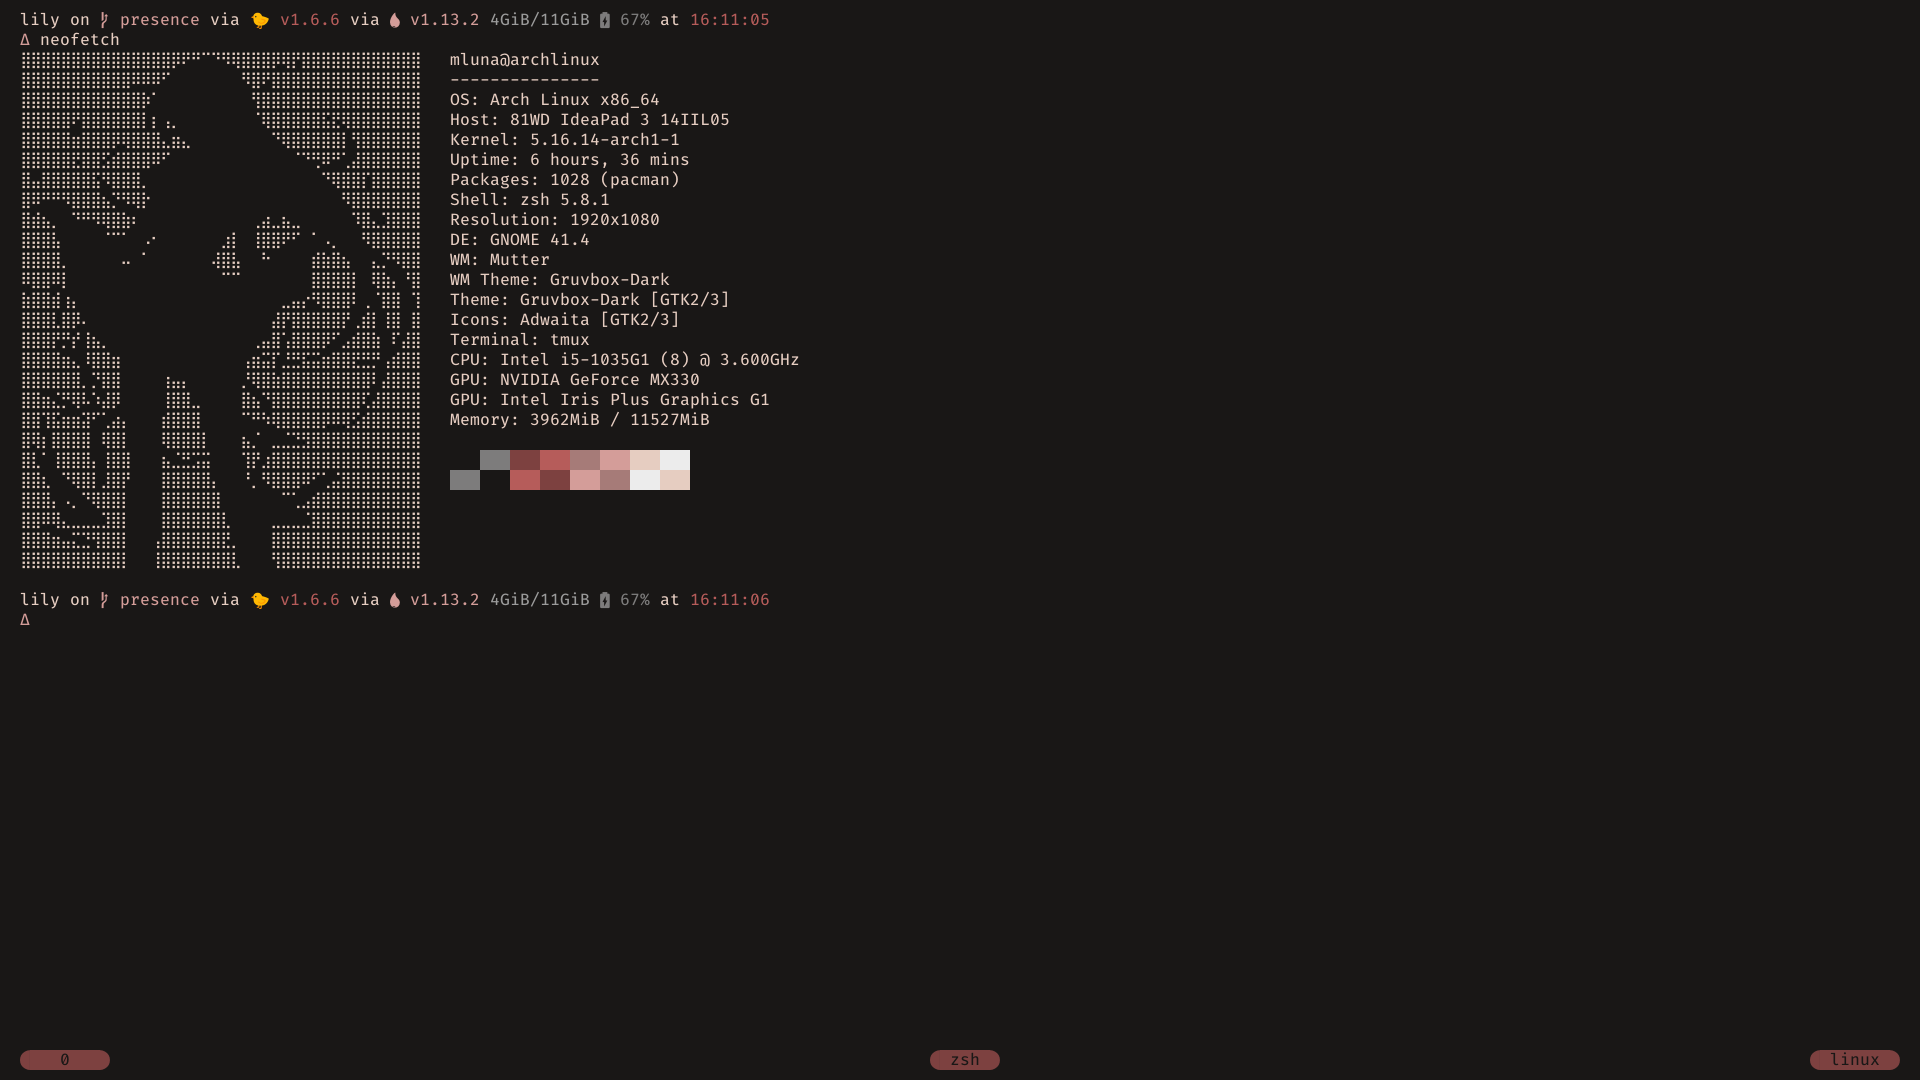 lily on presence via 🐤 v1.6.6 via v1.13.2 4GiB/11GiB 67% at 16:11:05
Δ neofetch
mluna@archlinux
---------------
OS: Arch Linux x86_64
Host: 81WD IdeaPad 3 14IIL05
Kernel: 5.16.14-arch1-1
Uptime: 6 hours, 36 mins
Packages: 1028 (pacman)
Shell: zsh 5.8.1
Resolution: 1920x1080
DE: GNOME 41.4
WM: Mutter
WM Theme: Gruvbox-Dark
Theme: Gruvbox-Dark [GTK2/3]
Icons: Adwaita [GTK2/3]
Terminal: tmux
CPU: Intel i5-1035G1 (8) @ 3.600GHz
GPU: NVIDIA GeForce MX330
GPU: Intel Iris Plus Graphics G1
Memory: 3962MiB / 11527MiB
lily on presence via 🐤 v1.6.6 via v1.13.2 4GiB/11GiB 67% at 16:11:06
Δ
0 zsh linux